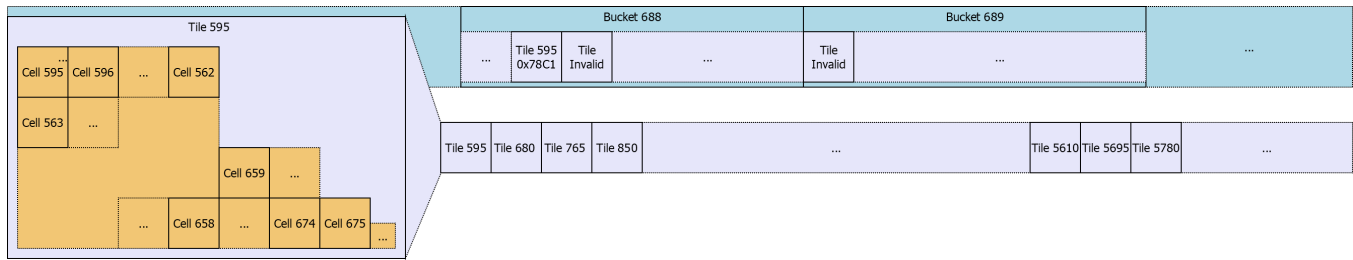 Bucket 688
Bucket 689
Tile 595
...
Tile 595
0x78C1
Tile
Invalid
...
Tile
Invalid
...
...
...
Cell 595
Cell 596
...
Cell 562
Cell 563
...
Tile 595
Tile 680
Tile 765
Tile 850
...
Tile 5610
Tile 5695
Tile 5780
...
Cell 659
...
...
Cell 658
...
Cell 674
Cell 675
...